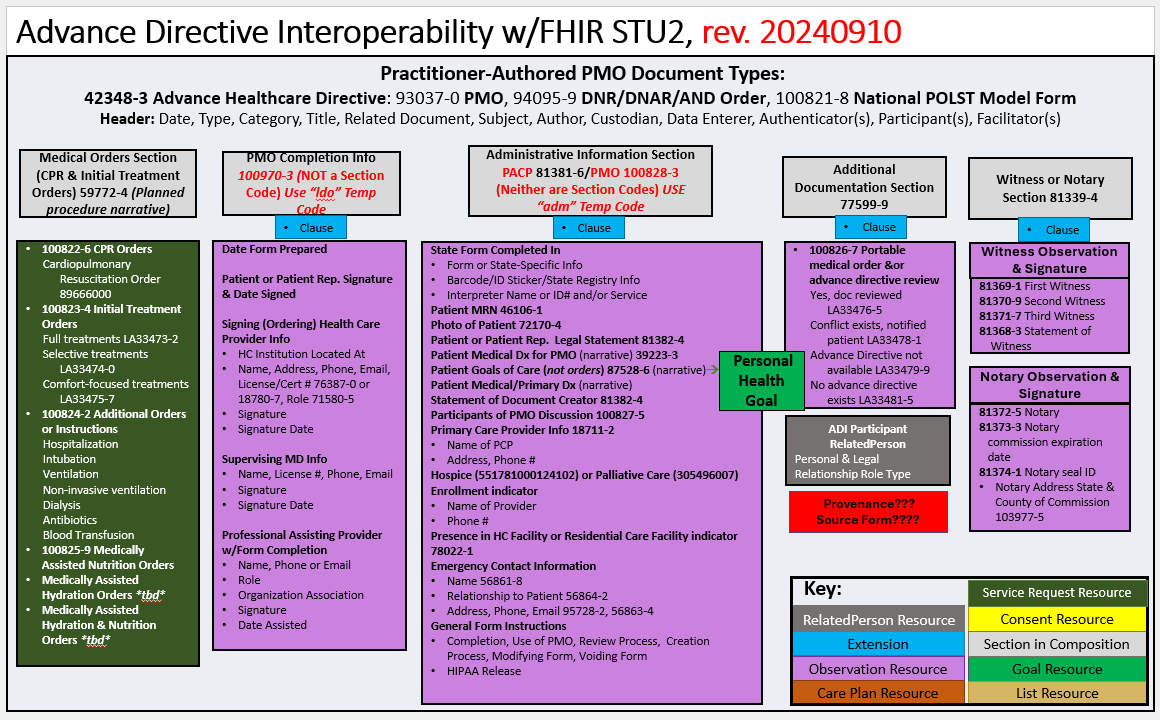 Advance Directive Interoperability w/FHIR STU2, rev. 20240910
Practitioner-Authored PMO Document Types:
42348-3 Advance Healthcare Directive: 93037-0 PMO, 94095-9 DNR/DNAR/AND Order, 100821-8 National POLST Model Form
Header: Date, Type, Category, Title, Related Document, Subject, Author, Custodian, Data Enterer, Authenticator(s), Participant(s), Facilitator(s)
Medical Orders Section
(CPR & Initial Treatment
Orders) 59772-4 (Planned
procedure narrative)
• 100822-6 CPR Orders
Cardiopulmonary
Resuscitation Order
89666000
• 100823-4 Initial Treatment
Orders
Full treatments LA33473-2
Selective treatments
LA33474-0
Comfort-focused treatments
LA33475-7
• 100824-2 Additional Orders
or Instructions
Hospitalization
Intubation
Ventilation
Non-invasive ventilation
Dialysis
Antibiotics
Blood Transfusion
• 100825-9 Medically
Assisted Nutrition Orders
• Medically Assisted
Hydration Orders *tbd*
• Medically Assisted
Hydration & Nutrition
Orders *tbd*
PMO Completion Info
100970-3 (NOT a Section
Code) Use "ldo" Temp
Code
• Clause
Date Form Prepared
Patient or Patient Rep. Signature
& Date Signed
Signing (Ordering) Health Care
Provider Info
• HC Institution Located At
• Name, Address, Phone, Email,
License/Cert # 76387-0 or
18780-7, Role 71580-5
• Signature
• Signature Date
Supervising MD Info
• Name, License #, Phone, Email
• Signature
• Signature Date
Professional Assisting Provider
w/Form Completion
• Name, Phone or Email
• Role
• Organization Association
• Signature
• Date Assisted
Administrative Information Section
PACP 81381-6/PMO 100828-3
(Neither are Section Codes) USE
"adm" Temp Code
• Clause
State Form Completed In
• Form or State-Specific Info
• Barcode/ID Sticker/State Registry Info
• Interpreter Name or ID# and/or Service
Patient MRN 46106-1
Photo of Patient 72170-4
Patient or Patient Rep. Legal Statement 81382-4
Patient Medical Dx for PMO (narrative) 39223-3
Patient Goals of Care (not orders) 87528-6 (narrative)
Patient Medical/Primary Dx (narrative)
Statement of Document Creator 81382-4
Participants of PMO Discussion 100827-5
Primary Care Provider Info 18711-2
• Name of PCP
• Address, Phone #
Hospice (551781000124102) or Palliative Care (305496007)
Enrollment indicator
• Name of Provider
• Phone #
Presence in HC Facility or Residential Care Facility indicator
78022-1
Emergency Contact Information
• Name 56861-8
• Relationship to Patient 56864-2
• Address, Phone, Email 95728-2, 56863-4
General Form Instructions
• Completion, Use of PMO, Review Process, Creation
Process, Modifying Form, Voiding Form
• HIPAA Release
Personal
Health
Goal
Additional
Documentation Section
77599-9
• Clause
• 100826-7 Portable
medical order &or
advance directive review
Yes, doc reviewed
LA33476-5
Conflict exists, notified
patient LA33478-1
Advance Directive not
available LA33479-9
No advance directive
exists LA33481-5
ADI Participant
RelatedPerson
Personal & Legal
Relationship Role Type
Provenance???
Source Form????
Witness or Notary
Section 81339-4
• Clause
Witness Observation
& Signature
81369-1 First Witness
81370-9 Second Witness
81371-7 Third Witness
81368-3 Statement of
Witness
Notary Observation &
Signature
81372-5 Notary
81373-3 Notary
commission expiration
date
81374-1 Notary seal ID
• Notary Address State &
County of Commission
103977-5
Key:
Service Request Resource
RelatedPerson Resource
Consent Resource
Extension
Section in Composition
Observation Resource
Goal Resource
Care Plan Resource
List Resource